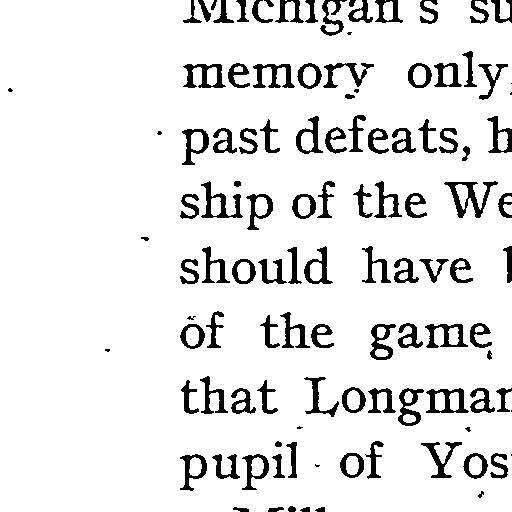 Michigan's su
memory only,
past defeats, h
ship of the We
should have
of the game
that Longman
pupil of Yos